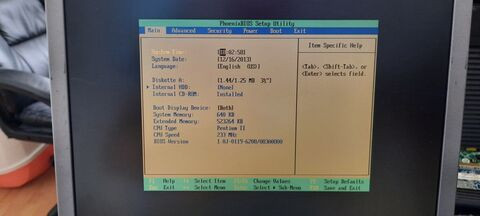 PhoenixBIOS Setup Utility
Main Advanced Security Power Boot Exit
System Time:
System Date: [12/16/2013]
Language: [English (US)]
Diskette A: [1.44/1.25 MB 3½"]
Internal HDD: [None]
Internal CD-ROM: Installed
Boot Display Device: [Both]
System Memory: 640 KB
Extended Memory: 523264 KB
CPU Type Pentium II
CPU Speed 233 MHz
BIOS Version
Item Specific Help
<Tab>, <Shift-Tab>, or
<Enter> selects field.
Help Select Item Change Values Setup Defaults
Exit Select Menu Select Sub-Menu Save and Exit